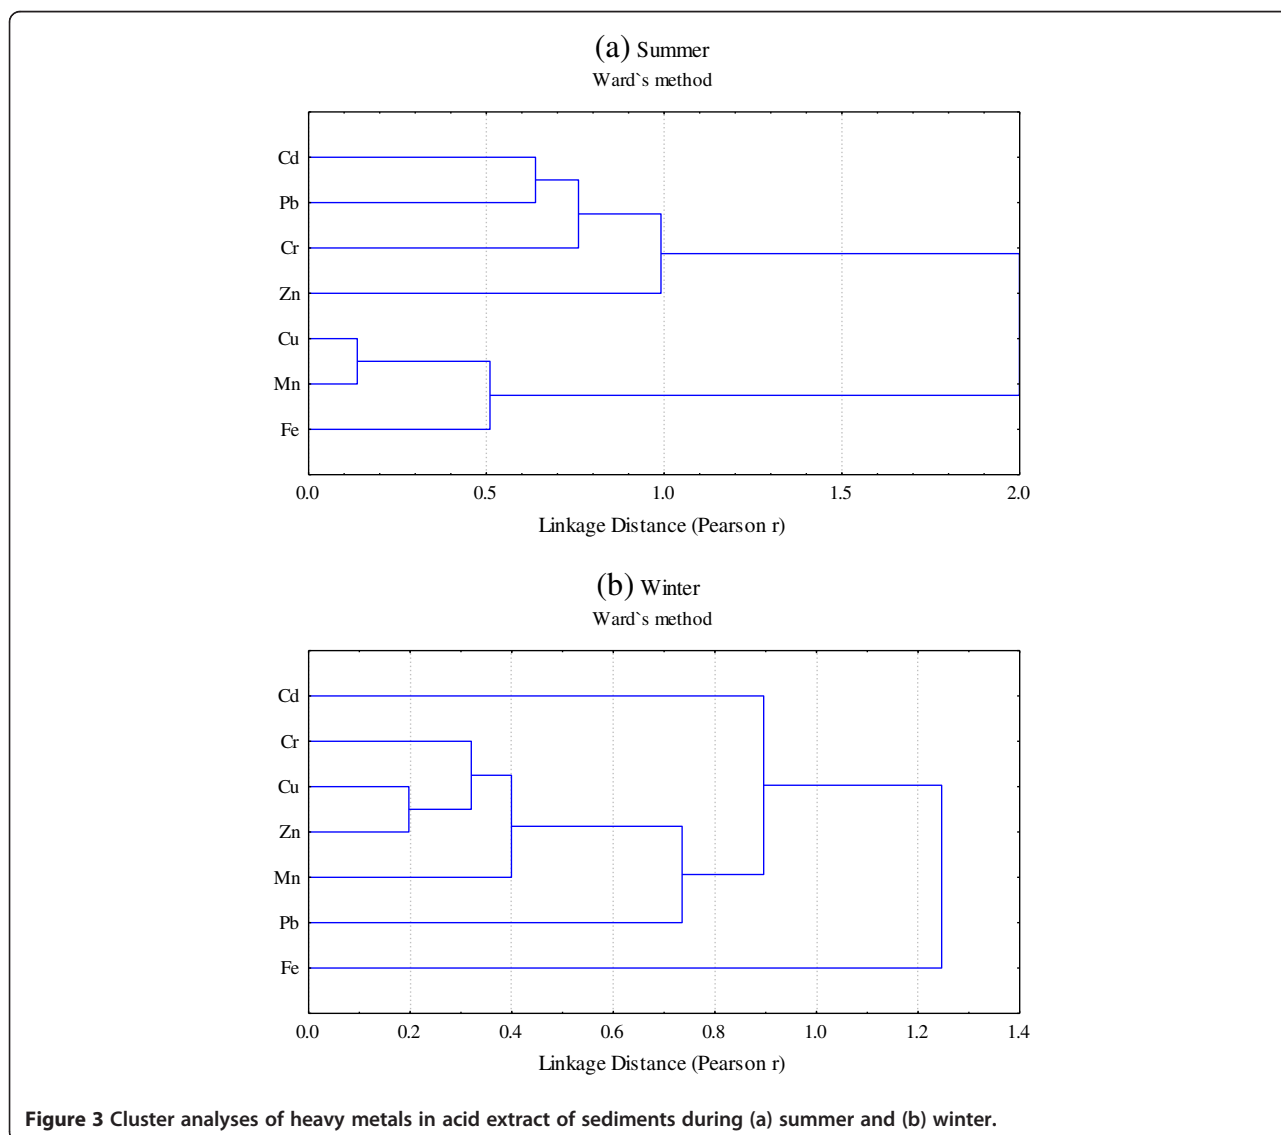 (a) Summer
Ward`s method
Cd
Pb
Cr
Zn
Cu
Mn
Fe
0.0 0.5 1.0 1.5 2.0
Linkage Distance (Pearson r)
(b) Winter
Ward`s method
Cd
Cr
Cu
Zn
Mn
Pb
Fe
0.0 0.2 0.4 0.6 0.8 1.0 1.2 1.4
Linkage Distance (Pearson r)
Figure 3 Cluster analyses of heavy metals in acid extract of sediments during (a) summer and (b) winter.